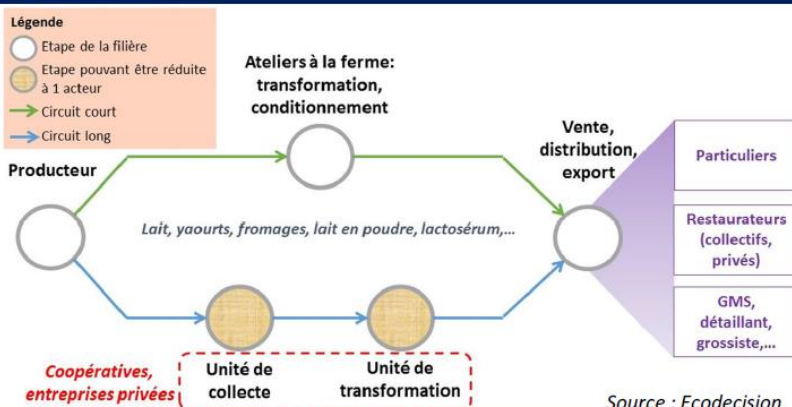 Légende
Etape de la filière
Etape pouvant être réduite
à 1 acteur
Circuit court
Circuit long
Ateliers à la ferme:
transformation,
conditionnement
Producteur
Vente,
distribution,
export
Particuliers
Restaurateurs
(collectifs,
privés)
GMS,
détaillant,
grossiste,...
Lait, yaourts, fromages, lait en poudre, lactosérum,...
Coopératives,
entreprises privées
Unité de
collecte
Unité de
transformation
Source : Ecodecision